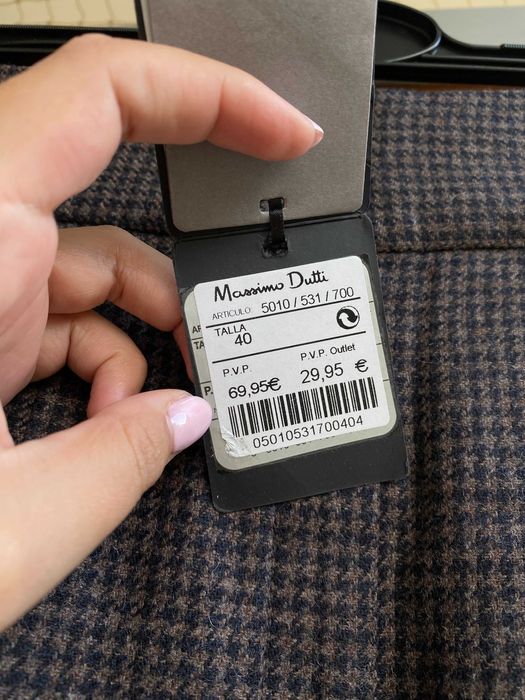 Massimo Dutti
ARTICULO 5010 / 531 / 700
TALLA
40
P.V.P. P.V.P. Outlet
69,95€ 29,95 €
05010531700404